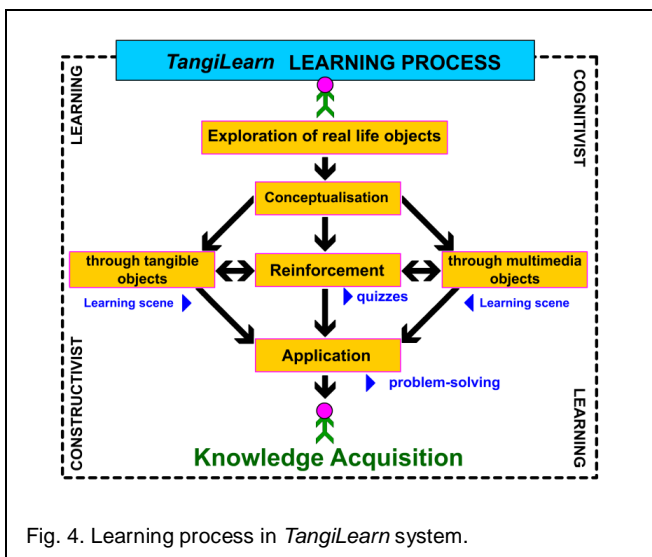 TangiLearn LEARNING PROCESS
LEARNING
COGNITIVIST
Exploration of real life objects
Conceptualisation
through tangible
objects
Reinforcement
through multimedia
objects
Learning scene
quizzes
Learning scene
Application
problem-solving
CONSTRUCTIVIST
LEARNING
Knowledge Acquisition
Fig. 4. Learning process in TangiLearn system.